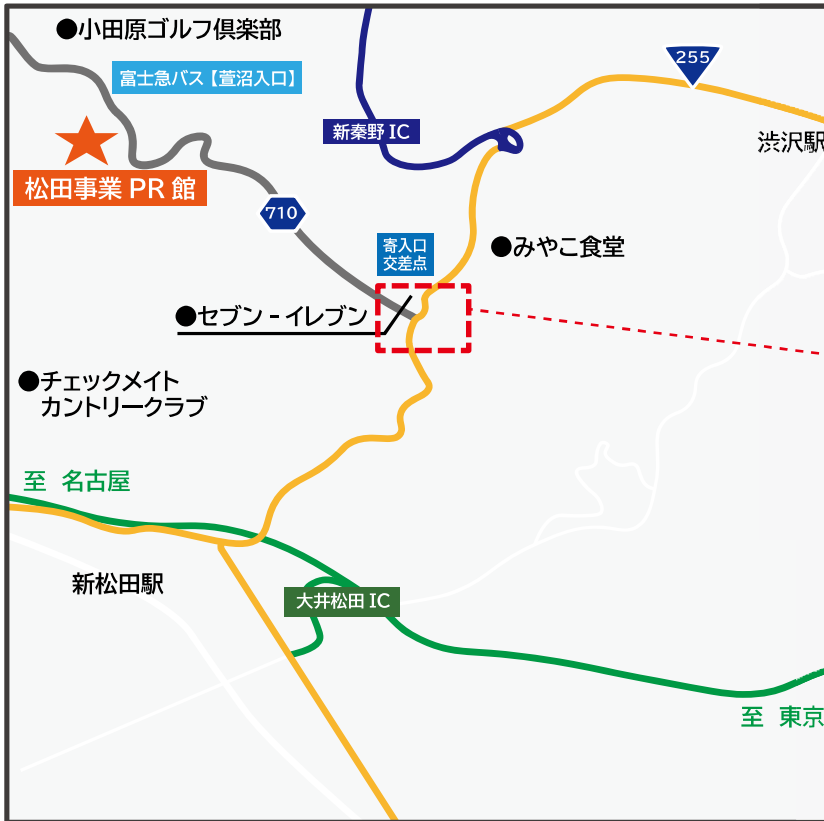 小田原ゴルフ倶楽部
富士急バス【萱沼入口】
255
新秦野 IC
渋沢駅
松田事業 PR 館
710
寄入口
交差点
みやこ食堂
セブン - イレブン
チェックメイト
カントリークラブ
至 名古屋
新松田駅
大井松田 IC
至 東京